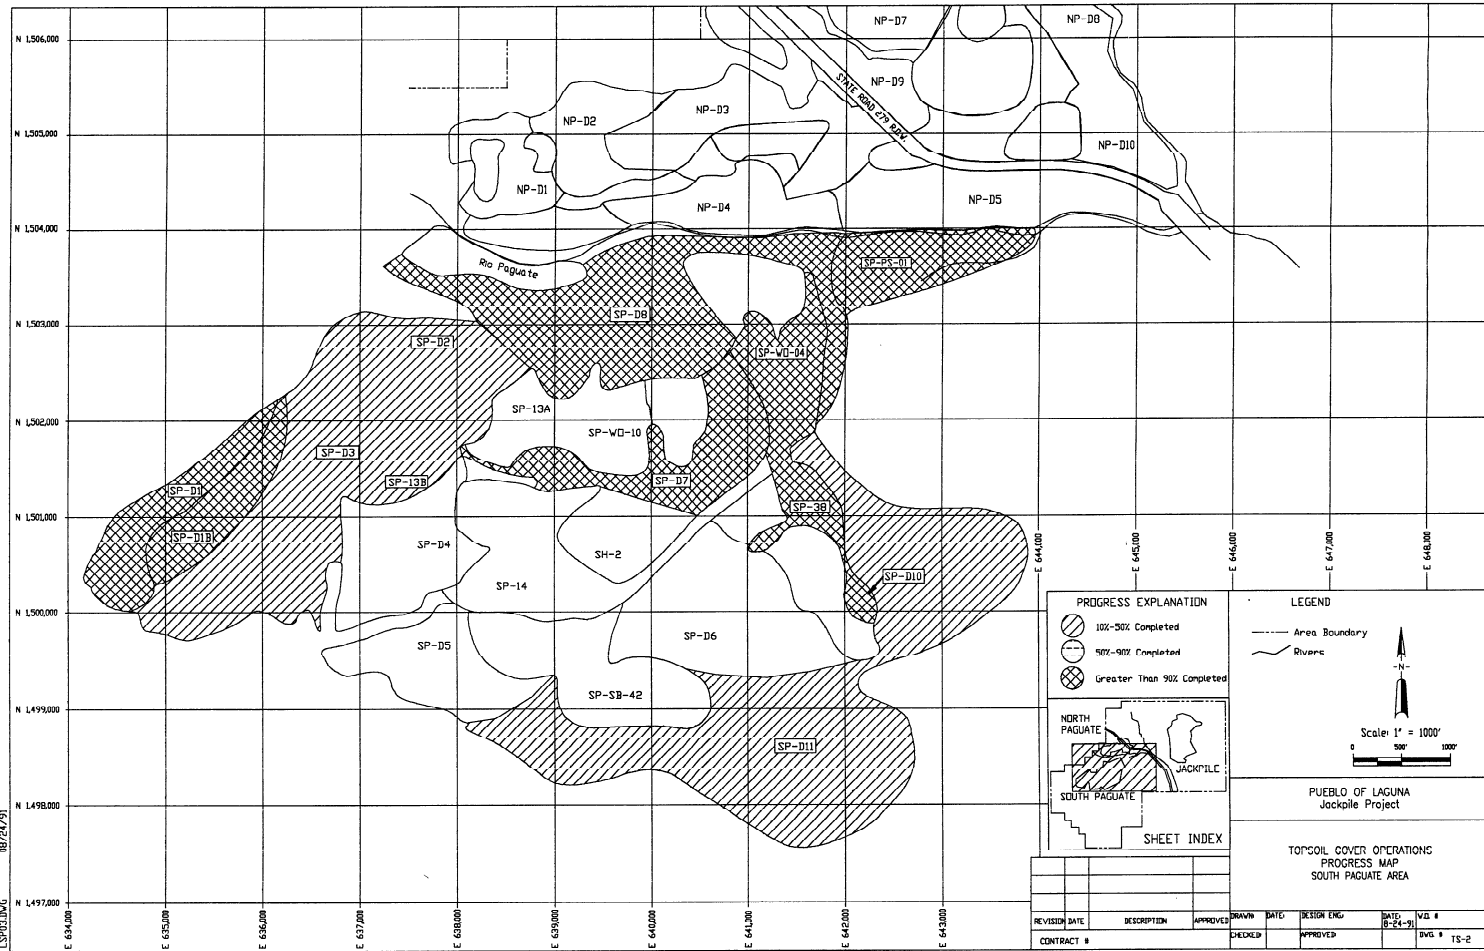 NP-D7
NP-D8
N 1,506,000
NP-D9
STATE ROAD 279 R.O.W.
NP-D3
NP-D2
N 1,505,000
NP-D10
NP-D1
NP-D5
NP-D4
N 1,504,000
Rio Paguate
SP-PS-01
SP-D8
N 1,503,000
SP-D2
SP-WO-04
SP-13A
N 1,502,000
SP-WO-10
SP-D3
SP-13B
SP-D7
SP-D1
SP-38
N 1,501,000
SP-D1B
SP-D4
SH-2
SP-14
SP-D10
E 644,000
E 645,000
E 646,000
E 647,000
E 648,100
N 1,500,000
SP-D5
SP-D6
SP-SB-42
N 1,499,000
SP-D11
N 1,498,000
N 1,497,000
E 634,000
E 635,000
E 636,000
E 637,000
E 638,000
E 639,000
E 640,000
E 641,000
E 642,000
E 643,000
LSP03.DWG 08/24/91
PROGRESS EXPLANATION
10%-50% Completed
50%-90% Completed
Greater Than 90% Completed
LEGEND
Area Boundary
Rivers
-N-
Scale: 1" = 1000'
0 500' 1000'
NORTH
PAGUATE
JACKPILE
SOUTH PAGUATE
SHEET INDEX
PUEBLO OF LAGUNA
Jackpile Project
TOPSOIL COVER OPERATIONS
PROGRESS MAP
SOUTH PAGUATE AREA
REVISION DATE DESCRIPTION APPROVED
CONTRACT #
DRAWN: DATE: DESIGN ENG: DATE: 8-24-91 W.O. #
CHECKED: APPROVED: DWG. # TS-2